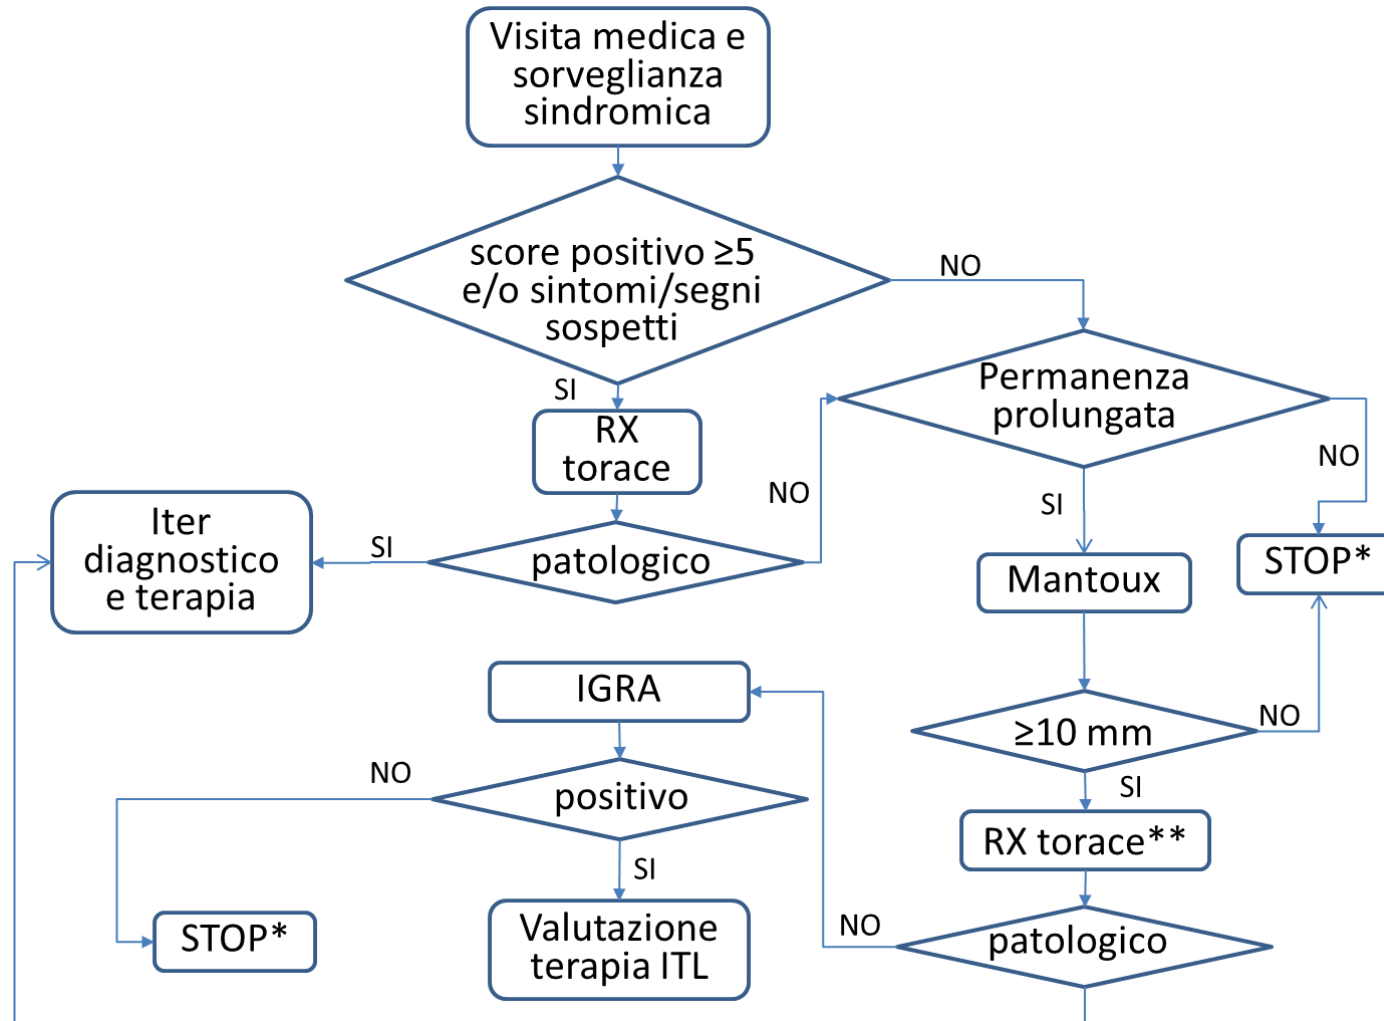 Visita medica e
sorveglianza
sindromica
score positivo ≥5
e/o sintomi/segni
sospetti
NO
SI
Permanenza
prolungata
RX
torace
NO
SI
NO
Iter
diagnostico
e terapia
SI
patologico
Mantoux
STOP*
IGRA
≥10 mm
NO
SI
NO
positivo
RX torace**
SI
Valutazione
terapia ITL
STOP*
NO
patologico